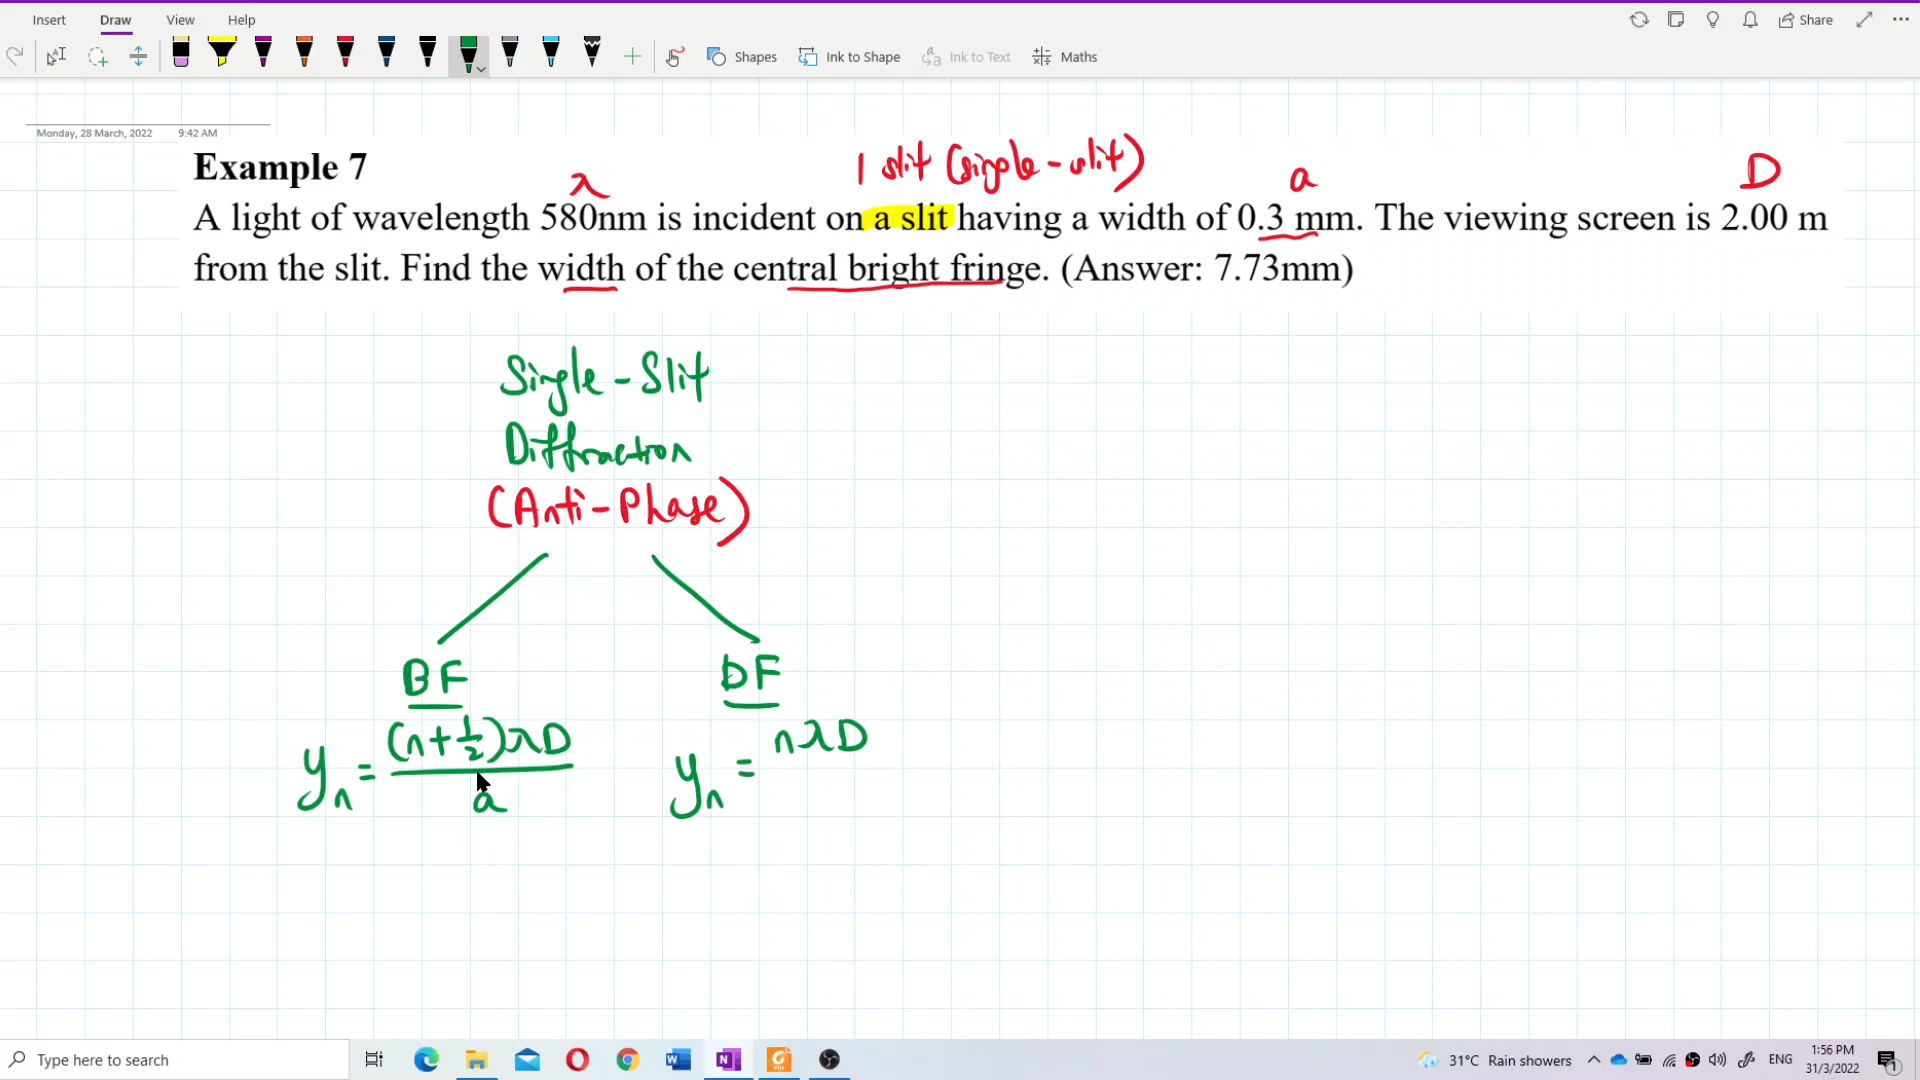 Insert Draw View Help
Share
Shapes Ink to Shape Ink to Text Maths
Monday, 28 March, 2022 9:42 AM
Example 7
λ 1 slit (single-slit) a D
A light of wavelength 580nm is incident on a slit having a width of 0.3 mm. The viewing screen is 2.00 m
from the slit. Find the width of the central bright fringe. (Answer: 7.73mm)
Single-Slit
Diffraction
(Anti-Phase)
BF DF
yₙ = (n+½)λD / a yₙ = nλD
Type here to search
31°C Rain showers ENG 1:56 PM
31/3/2022